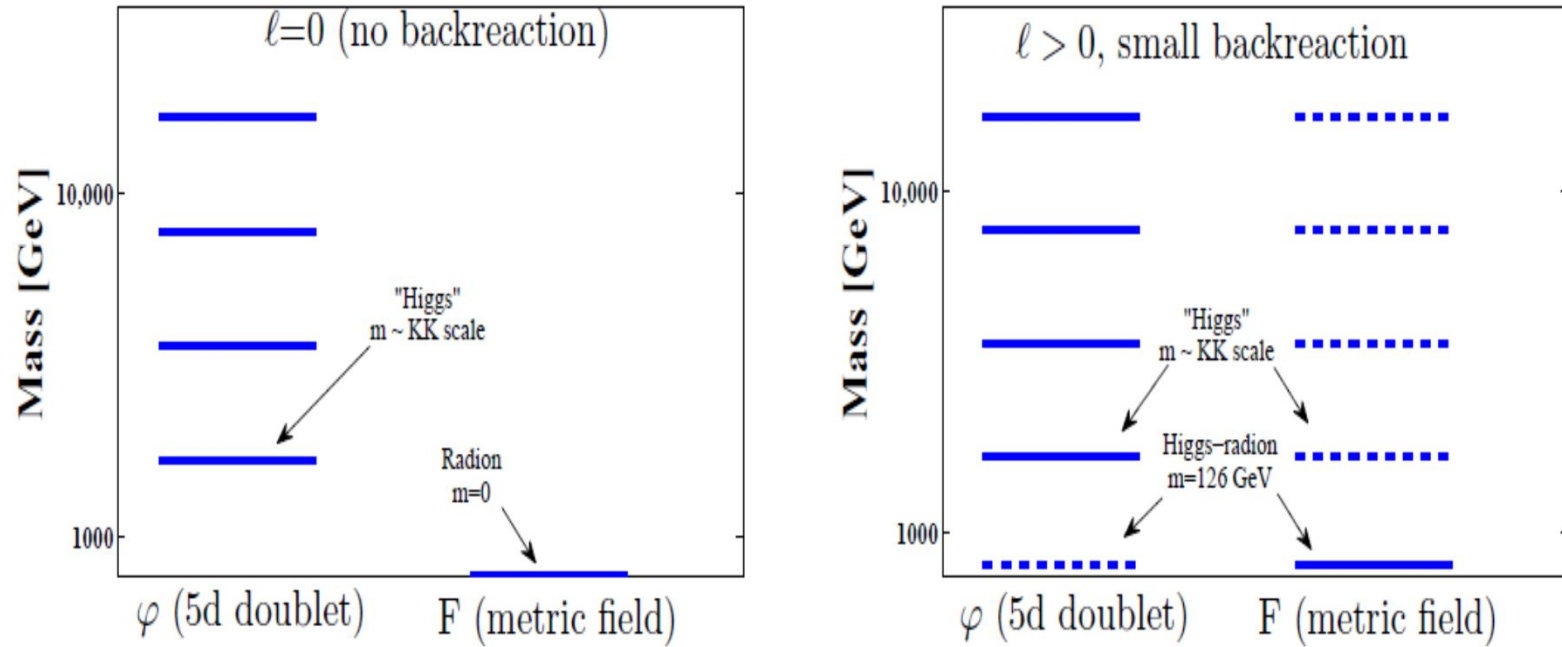 ℓ=0 (no backreaction)
Mass [GeV]
10,000
1000
"Higgs"
m ~ KK scale
Radion
m=0
φ (5d doublet)
F (metric field)
ℓ > 0, small backreaction
Mass [GeV]
10,000
1000
"Higgs"
m ~ KK scale
Higgs−radion
m=126 GeV
φ (5d doublet)
F (metric field)